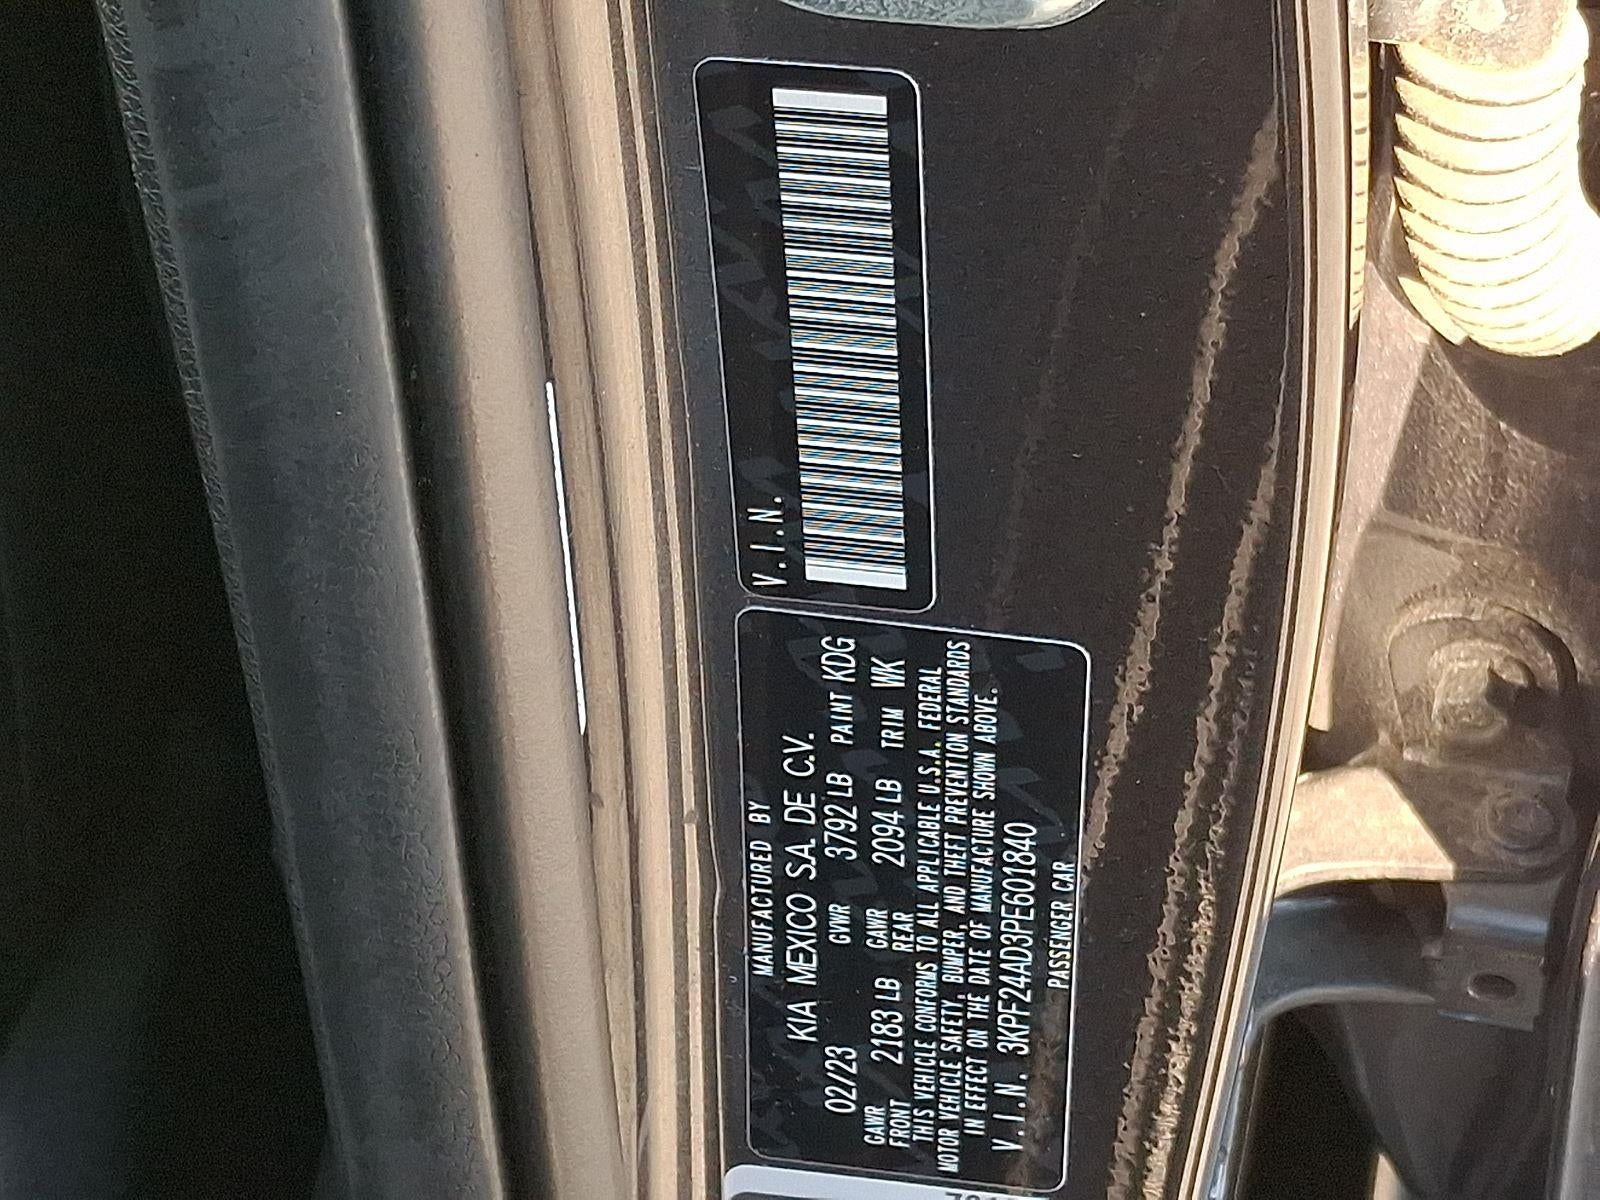 MANUFACTURED BY
KIA MEXICO S.A. DE C.V.
02/23 GVWR 3792 LB PAINT KDG
GAWR FRONT 2183 LB GAWR REAR 2094 LB TRIM WK
THIS VEHICLE CONFORMS TO ALL APPLICABLE U.S.A. FEDERAL
MOTOR VEHICLE SAFETY, BUMPER, AND THEFT PREVENTION STANDARDS
IN EFFECT ON THE DATE OF MANUFACTURE SHOWN ABOVE.
V.I.N. 3KPF24AD3PE601840
PASSENGER CAR
V.I.N.